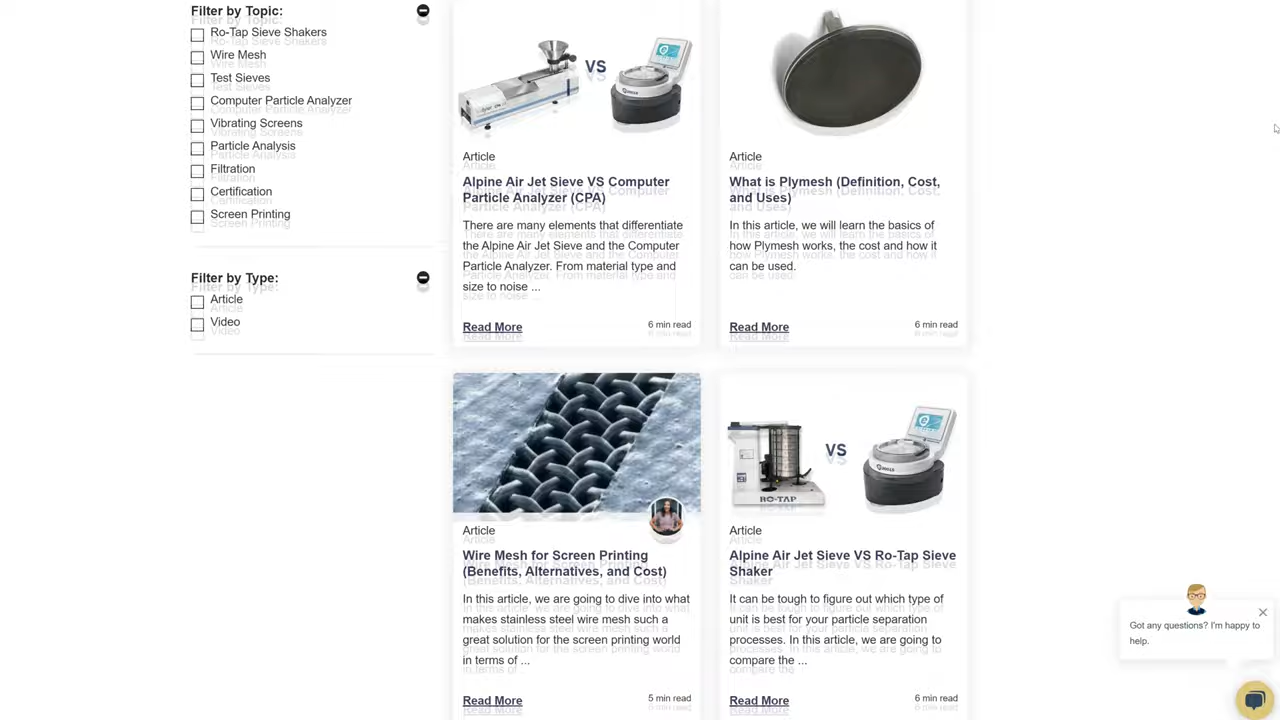 Filter by Topic:
Ro-Tap Sieve Shakers
Wire Mesh
Test Sieves
Computer Particle Analyzer
Vibrating Screens
Particle Analysis
Filtration
Certification
Screen Printing
Filter by Type:
Article
Video
VS
Article
Alpine Air Jet Sieve VS Computer
Particle Analyzer (CPA)
There are many elements that differentiate
the Alpine Air Jet Sieve and the Computer
Particle Analyzer. From material type and
size to noise ...
Read More
6 min read
Article
What is Plymesh (Definition, Cost,
and Uses)
In this article, we will learn the basics of
how Plymesh works, the cost and how it
can be used.
Read More
6 min read
Article
Wire Mesh for Screen Printing
(Benefits, Alternatives, and Cost)
In this article, we are going to dive into what
makes stainless steel wire mesh such a
great solution for the screen printing world
in terms of ...
Read More
5 min read
VS
RO-TAP
Article
Alpine Air Jet Sieve VS Ro-Tap Sieve
Shaker
It can be tough to figure out which type of
unit is best for your particle separation
processes. In this article, we are going to
compare the ...
Read More
6 min read
Got any questions? I'm happy to
help.